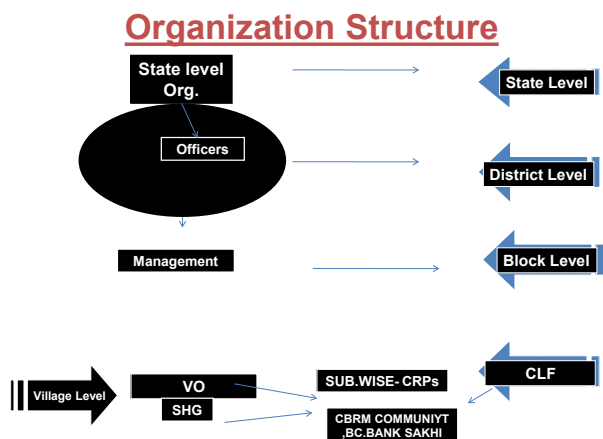 Organization Structure
State level
Org.
State Level
Officers
District Level
Management
Block Level
Village Level
VO
SHG
SUB.WISE- CRPs
CLF
CBRM COMMUNIYT
,BC.BANK SAKHI